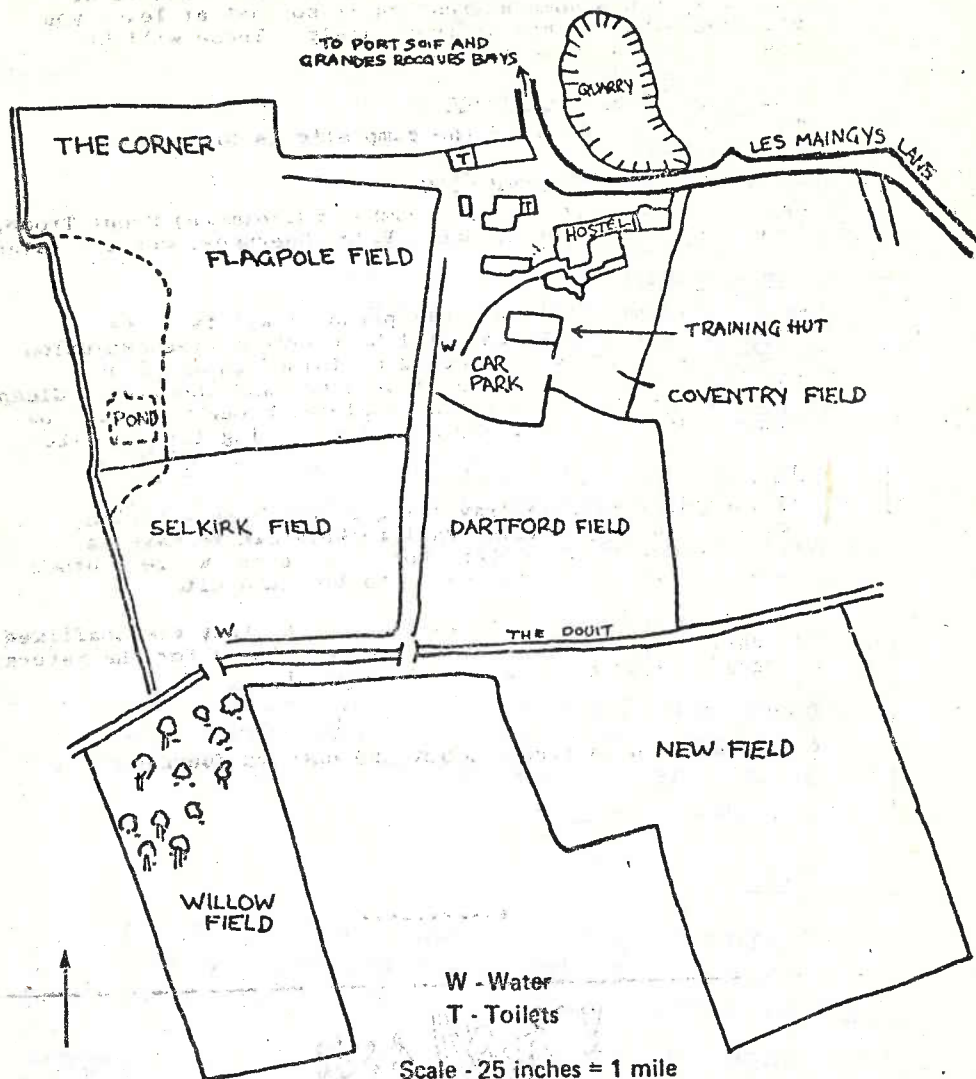 TO PORT SOIF AND
GRANDES ROCQUES BAYS
QUARRY
THE CORNER
T
LES MAINGYS LANE
T
HOSTEL
FLAGPOLE FIELD
TRAINING HUT
W
CAR
PARK
COVENTRY FIELD
POND
SELKIRK FIELD
DARTFORD FIELD
W
THE DOUIT
NEW FIELD
WILLOW
FIELD
W - Water
T - Toilets
Scale - 25 inches = 1 mile